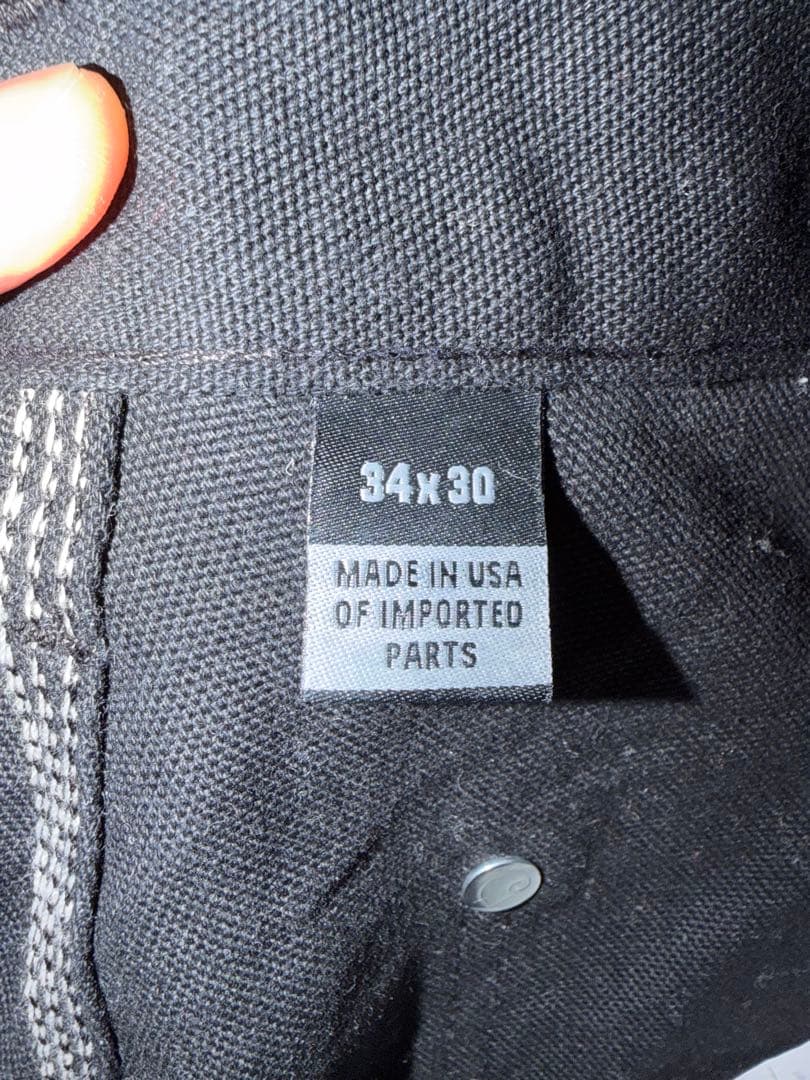 34x30
MADE IN USA
OF IMPORTED
PARTS